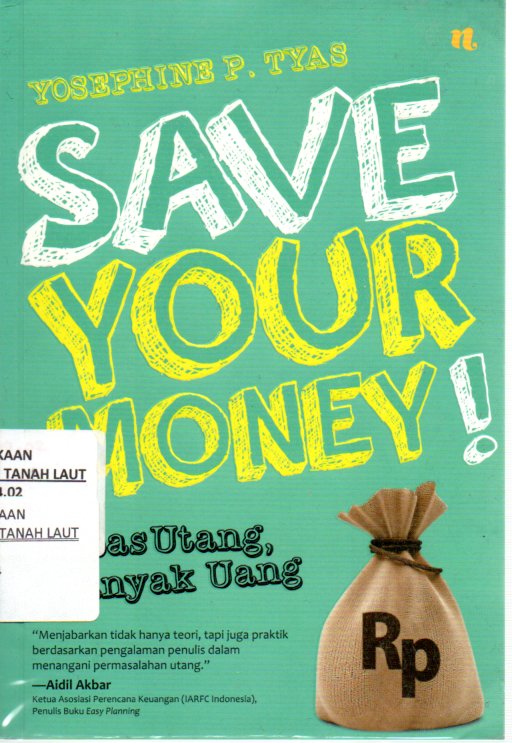 n
YOSEPHINE P. TYAS
SAVE
YOUR
MONEY!
KAAN
TANAH LAUT
.02
AAN
TANAH LAUT
as Utang,
nyak Uang
"Menjabarkan tidak hanya teori, tapi juga praktik
berdasarkan pengalaman penulis dalam
menangani permasalahan utang."
—Aidil Akbar
Ketua Asosiasi Perencana Keuangan (IARFC Indonesia),
Penulis Buku Easy Planning
Rp